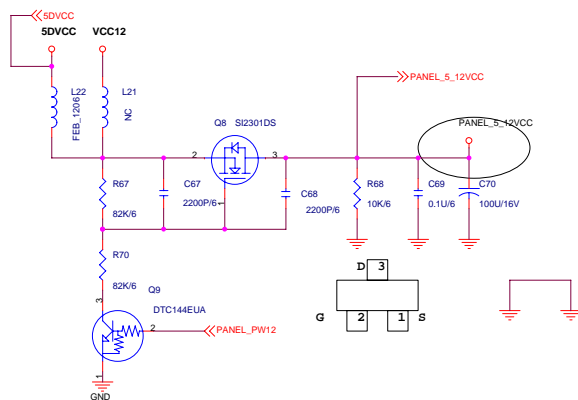 5DVCC
5DVCC VCC12
L22 L21
FEB_1206 NC
PANEL_5_12VCC
Q8 SI2301DS
PANEL_5_12VCC
2 3
1
R67
82K/6
C67
2200P/6
C68
2200P/6
R68
10K/6
C69
0.1U/6
C70
100U/16V
R70
82K/6
Q9
DTC144EUA
3
2
1
PANEL_PW12
GND
D 3
G 2 1 S